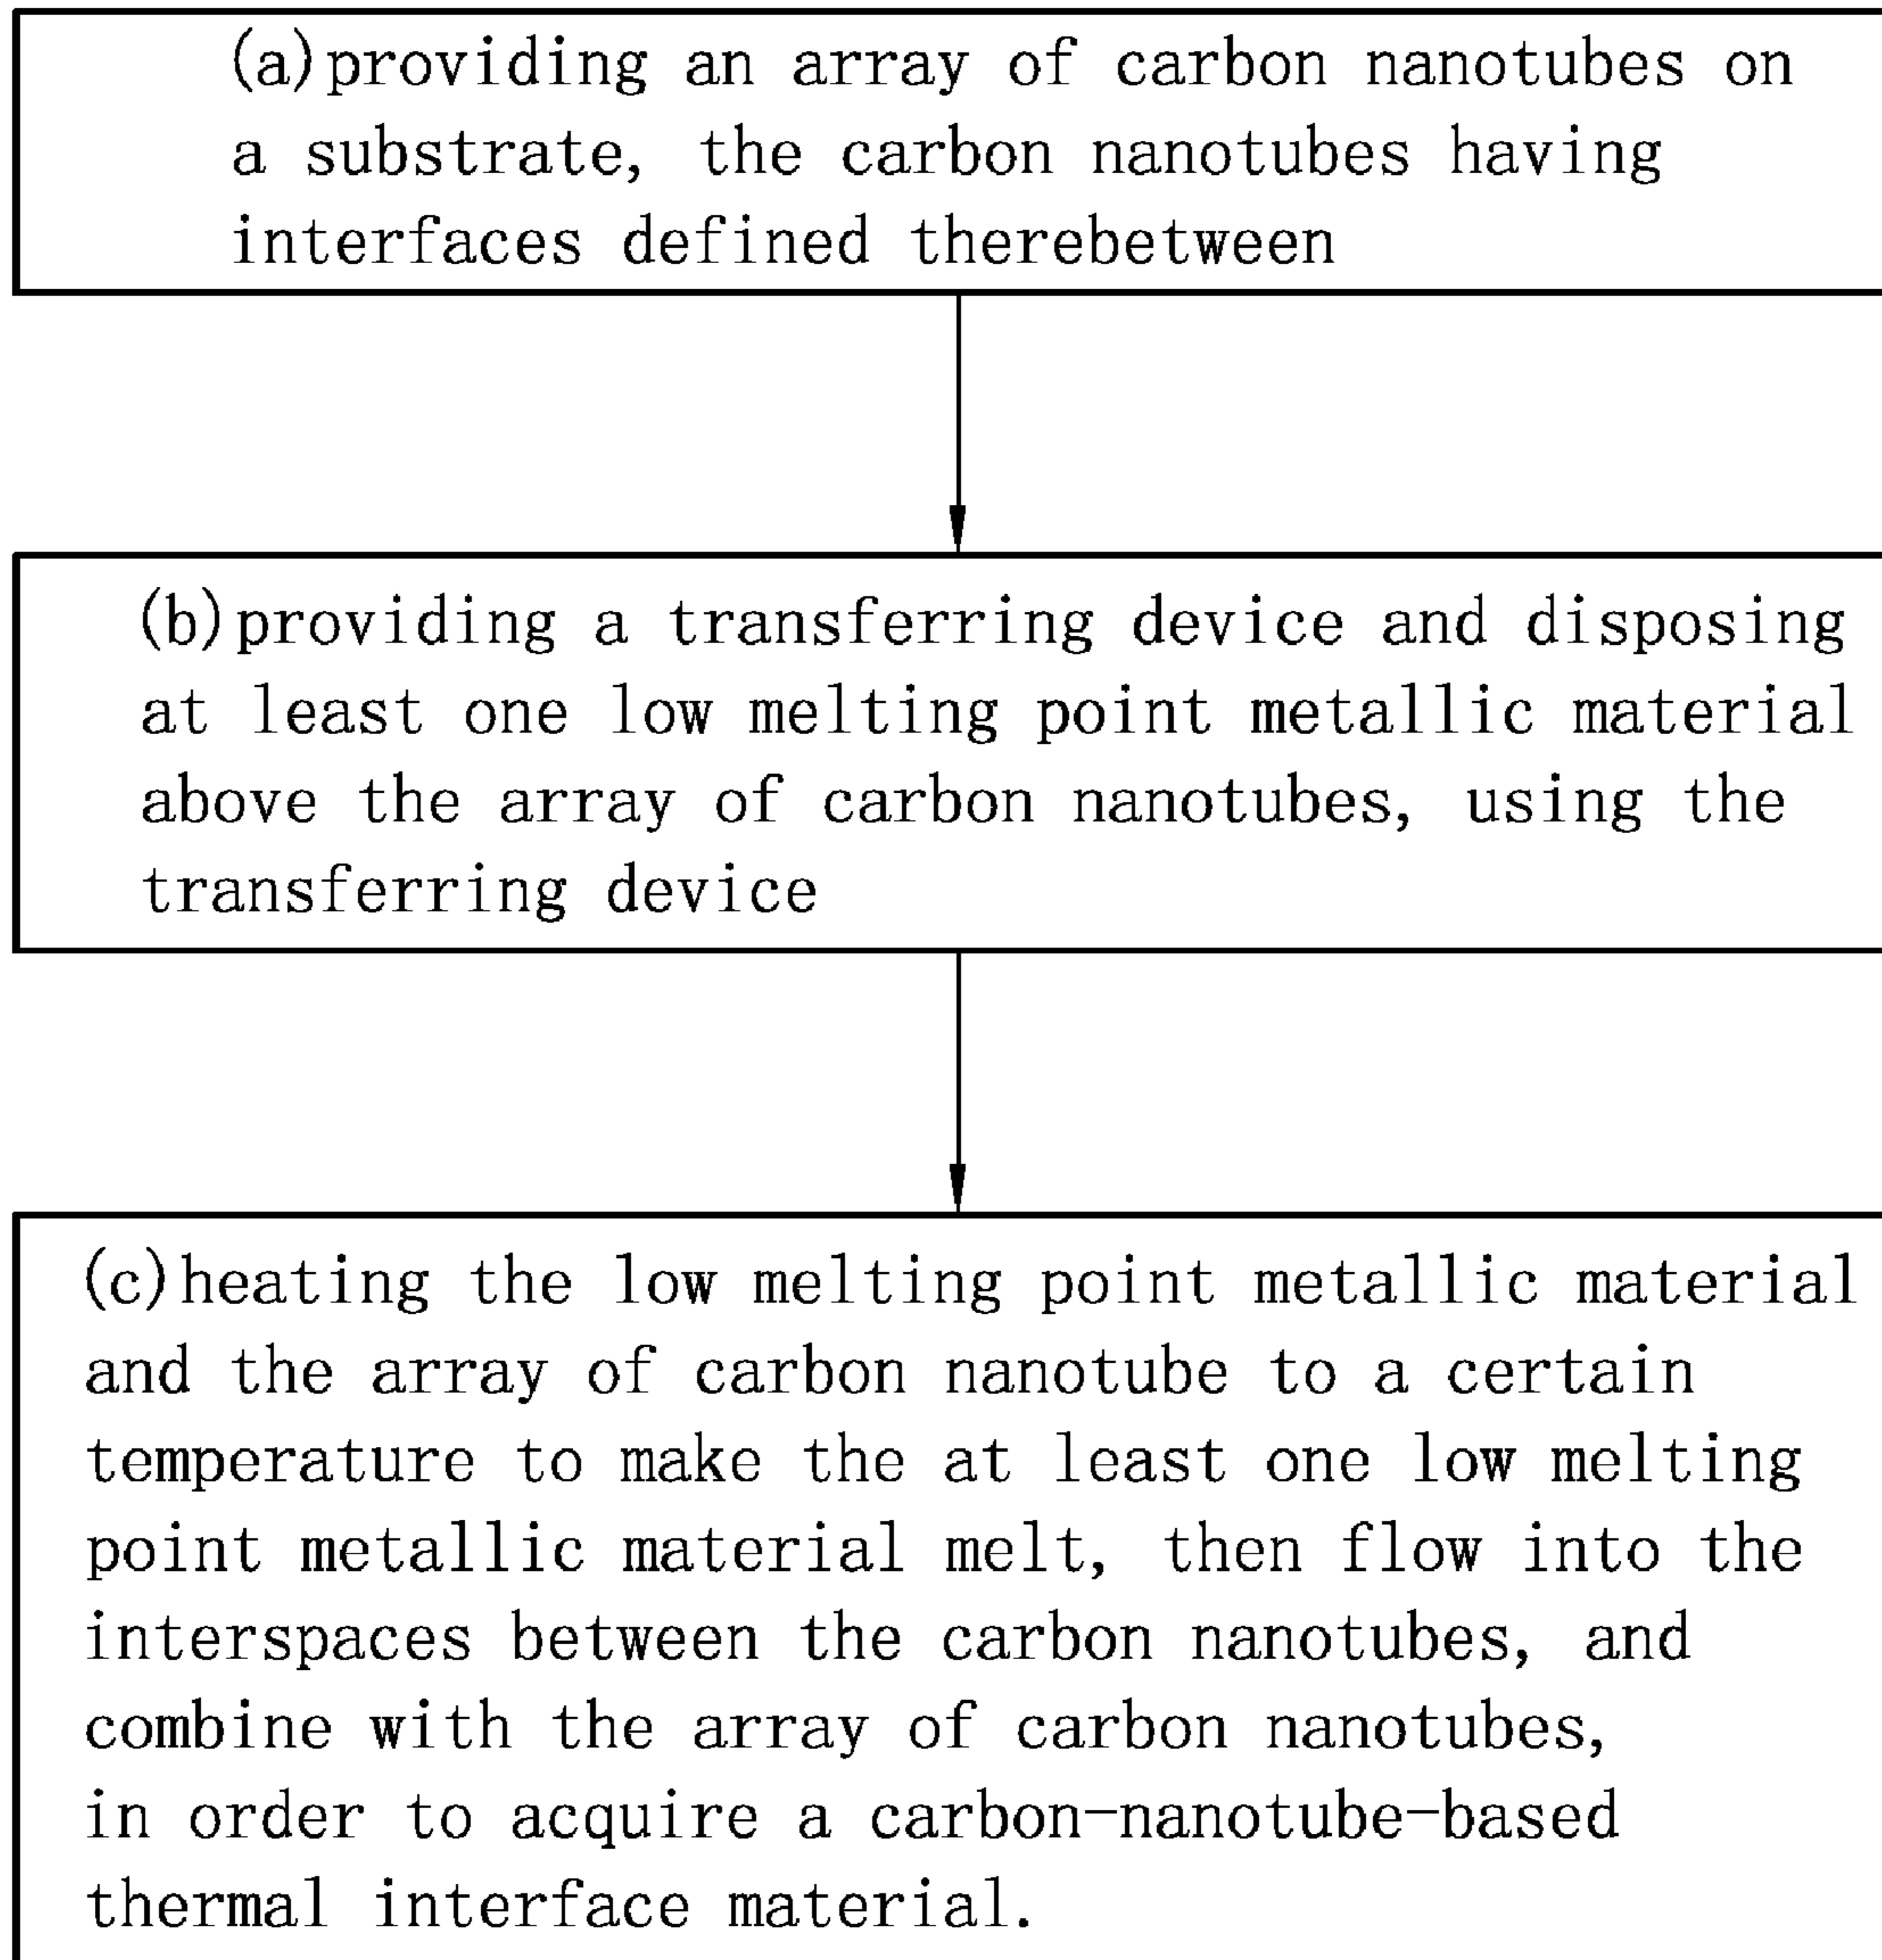 (a)providing an array of carbon nanotubes on
a substrate, the carbon nanotubes having
interfaces defined therebetween
(b)providing a transferring device and disposing
at least one low melting point metallic material
above the array of carbon nanotubes, using the
transferring device
(c)heating the low melting point metallic material
and the array of carbon nanotube to a certain
temperature to make the at least one low melting
point metallic material melt, then flow into the
interspaces between the carbon nanotubes, and
combine with the array of carbon nanotubes,
in order to acquire a carbon-nanotube-based
thermal interface material.